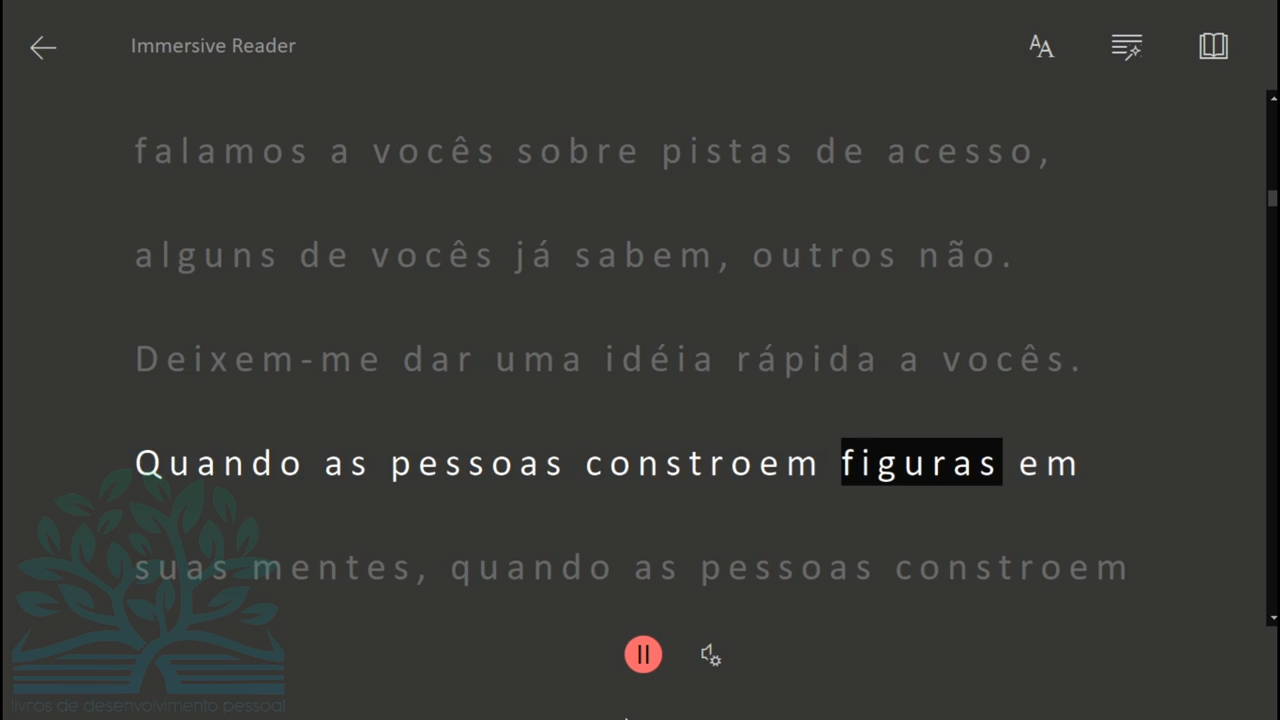 Immersive Reader
falamos a vocês sobre pistas de acesso,
alguns de vocês já sabem, outros não.
Deixem-me dar uma idéia rápida a vocês.
Quando as pessoas constroem figuras em
suas mentes, quando as pessoas constroem
livros de desenvolvimento pessoal